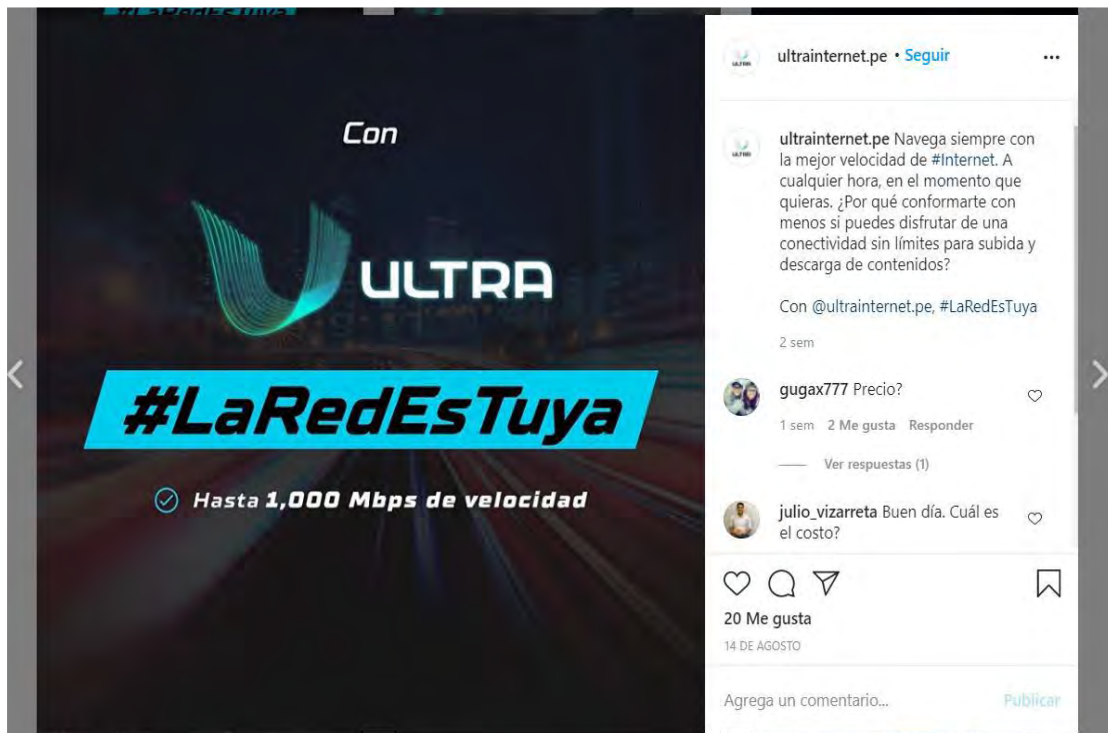 #LaRedEsTuya
Con
ULTRA
#LaRedEsTuya
Hasta 1,000 Mbps de velocidad
ULTRA
ultrainternet.pe • Seguir
ULTRA
ultrainternet.pe Navega siempre con
la mejor velocidad de #Internet. A
cualquier hora, en el momento que
quieras. ¿Por qué conformarte con
menos si puedes disfrutar de una
conectividad sin límites para subida y
descarga de contenidos?
Con @ultrainternet.pe, #LaRedEsTuya
2 sem
gugax777 Precio?
1 sem 2 Me gusta Responder
Ver respuestas (1)
julio_vizarreta Buen día. Cuál es
el costo?
20 Me gusta
14 DE AGOSTO
Agrega un comentario... Publicar